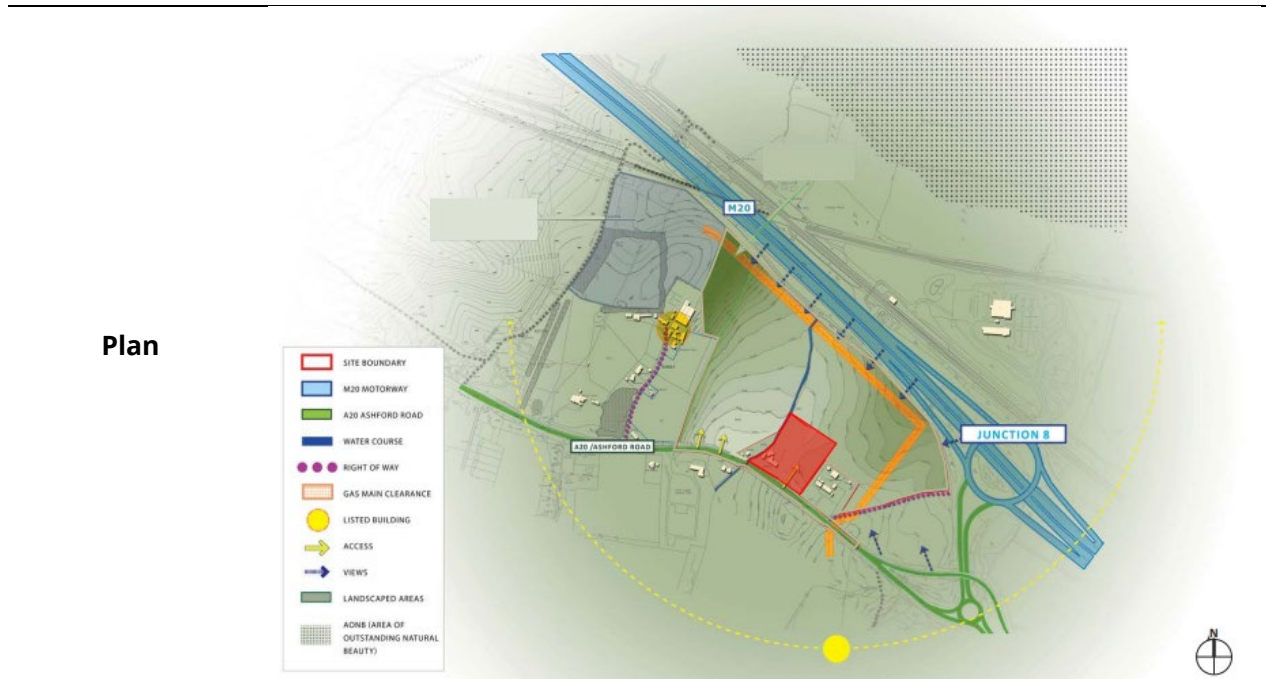 M20
JUNCTION 8
A20 /ASHFORD ROAD
Plan
SITE BOUNDARY
M20 MOTORWAY
A20 ASHFORD ROAD
WATER COURSE
RIGHT OF WAY
GAS MAIN CLEARANCE
LISTED BUILDING
ACCESS
VIEWS
LANDSCAPED AREAS
AONB (AREA OF
OUTSTANDING NATURAL
BEAUTY)
N